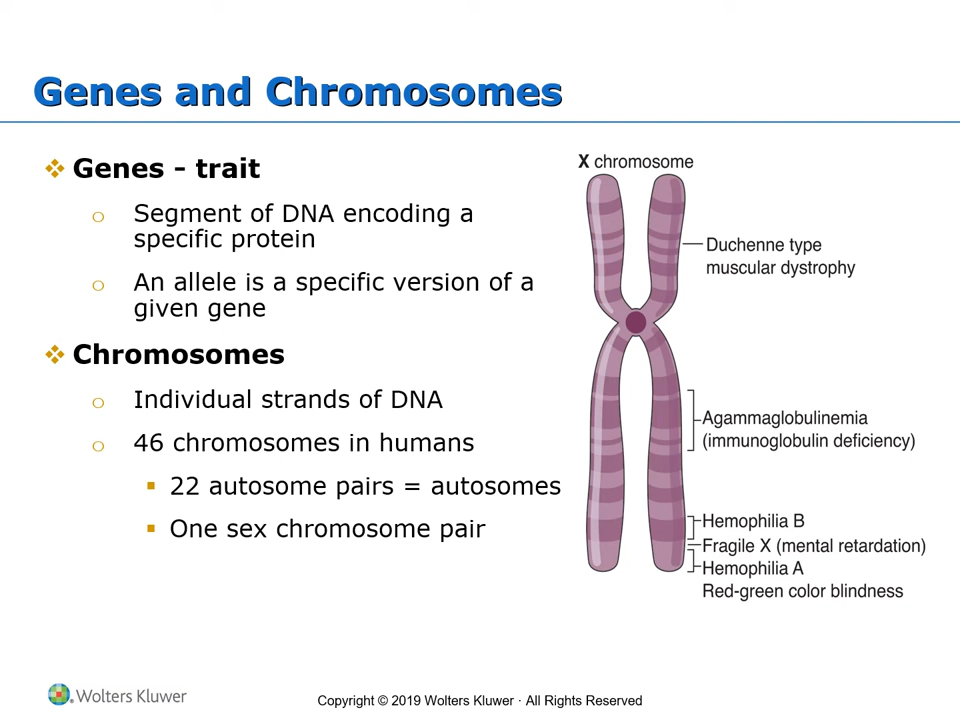 Genes and Chromosomes
❖ Genes - trait
o Segment of DNA encoding a
specific protein
o An allele is a specific version of a
given gene
❖ Chromosomes
o Individual strands of DNA
o 46 chromosomes in humans
▪ 22 autosome pairs = autosomes
▪ One sex chromosome pair
X chromosome
Duchenne type
muscular dystrophy
Agammaglobulinemia
(immunoglobulin deficiency)
Hemophilia B
Fragile X (mental retardation)
Hemophilia A
Red-green color blindness
Wolters Kluwer
Copyright © 2019 Wolters Kluwer · All Rights Reserved